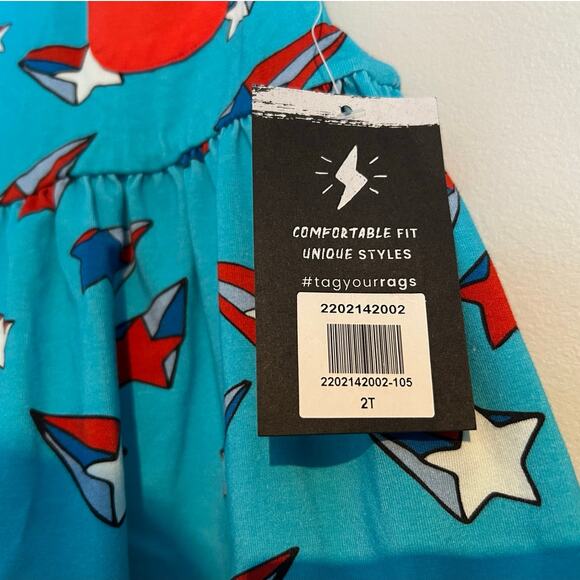 COMFORTABLE FIT
UNIQUE STYLES
#tagyourrags
2202142002
2202142002-105
2T